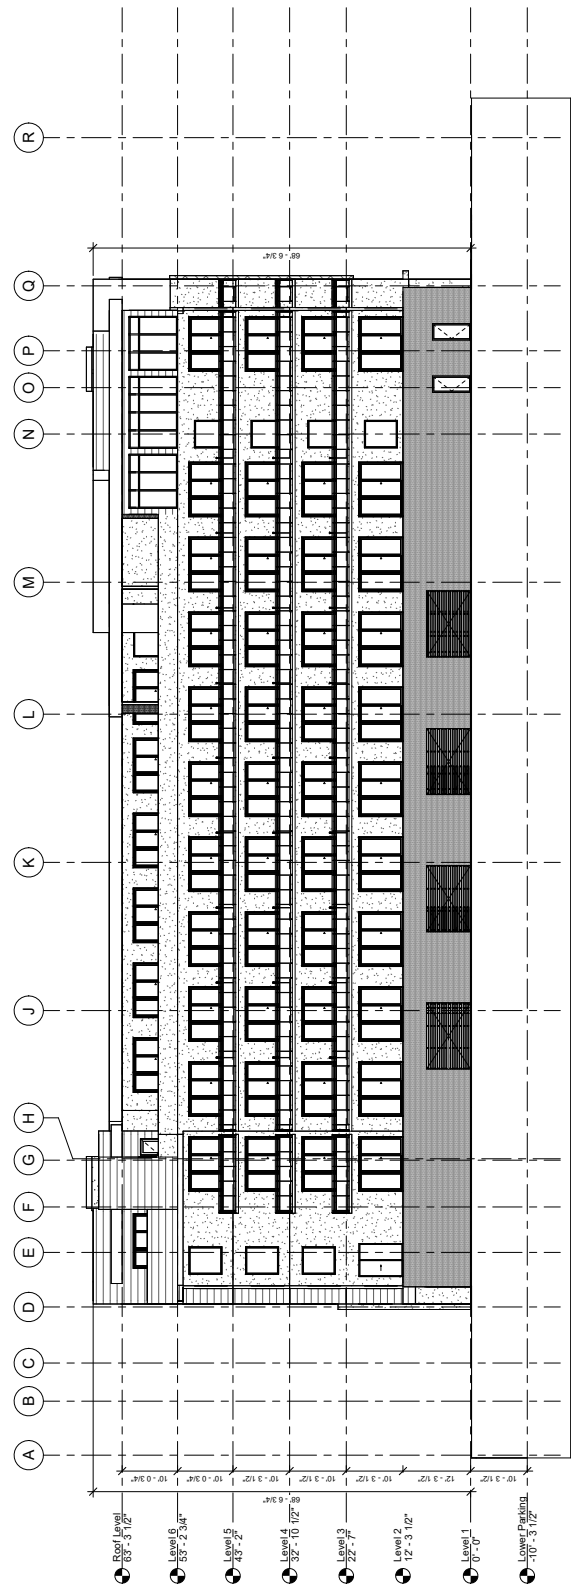 A B C D E F G H J K L M N O P Q R
Roof Level
63' - 3 1/2"
Level 6
53' - 2 3/4"
Level 5
43' - 2"
Level 4
32' - 10 1/2"
Level 3
22' - 7"
Level 2
12' - 3 1/2"
Level 1
0' - 0"
Lower Parking
-10' - 3 1/2"
68' - 6 3/4"
10' - 0 3/4"
10' - 0 3/4"
10' - 3 1/2"
10' - 3 1/2"
10' - 3 1/2"
12' - 3 1/2"
10' - 3 1/2"
68' - 6 3/4"